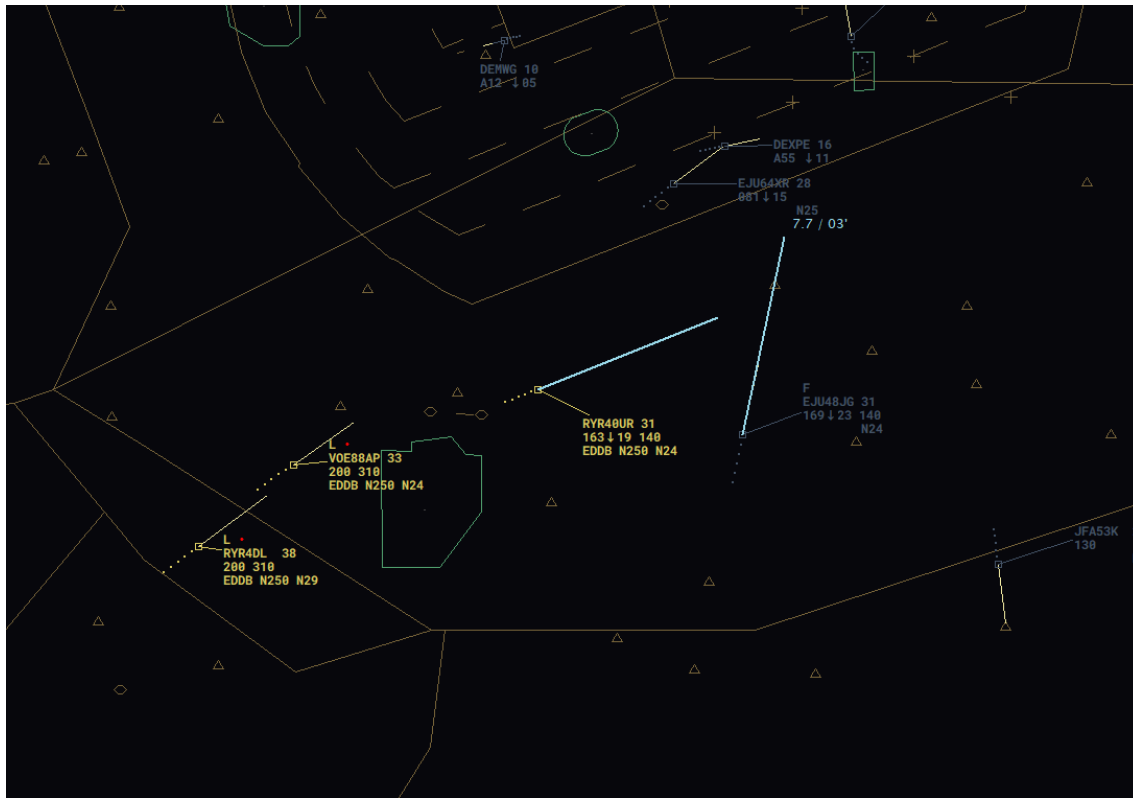 DEMWG 10
A12 ↓05
DEXPE 16
A55 ↓11
EJU64XR 28
081↓15
N25
7.7 / 03'
F
EJU48JG 31
169↓23 140
N24
RYR40UR 31
163↓19 140
EDDB N250 N24
L
VOE88AP 33
200 310
EDDB N250 N24
L
RYR4DL 38
200 310
EDDB N250 N29
JFA53K
130